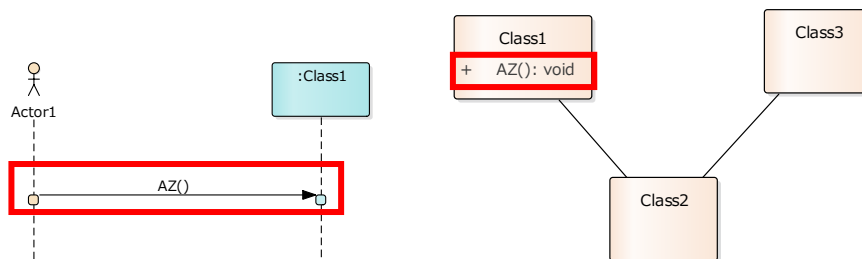 Actor1
:Class1
AZ()
Class1
+ AZ(): void
Class3
Class2